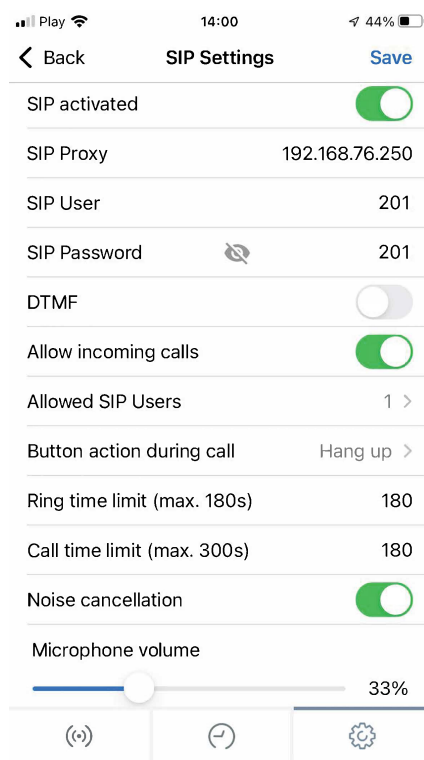 Play 14:00 44%
Back SIP Settings Save
SIP activated
SIP Proxy 192.168.76.250
SIP User 201
SIP Password 201
DTMF
Allow incoming calls
Allowed SIP Users 1
Button action during call Hang up
Ring time limit (max. 180s) 180
Call time limit (max. 300s) 180
Noise cancellation
Microphone volume
33%